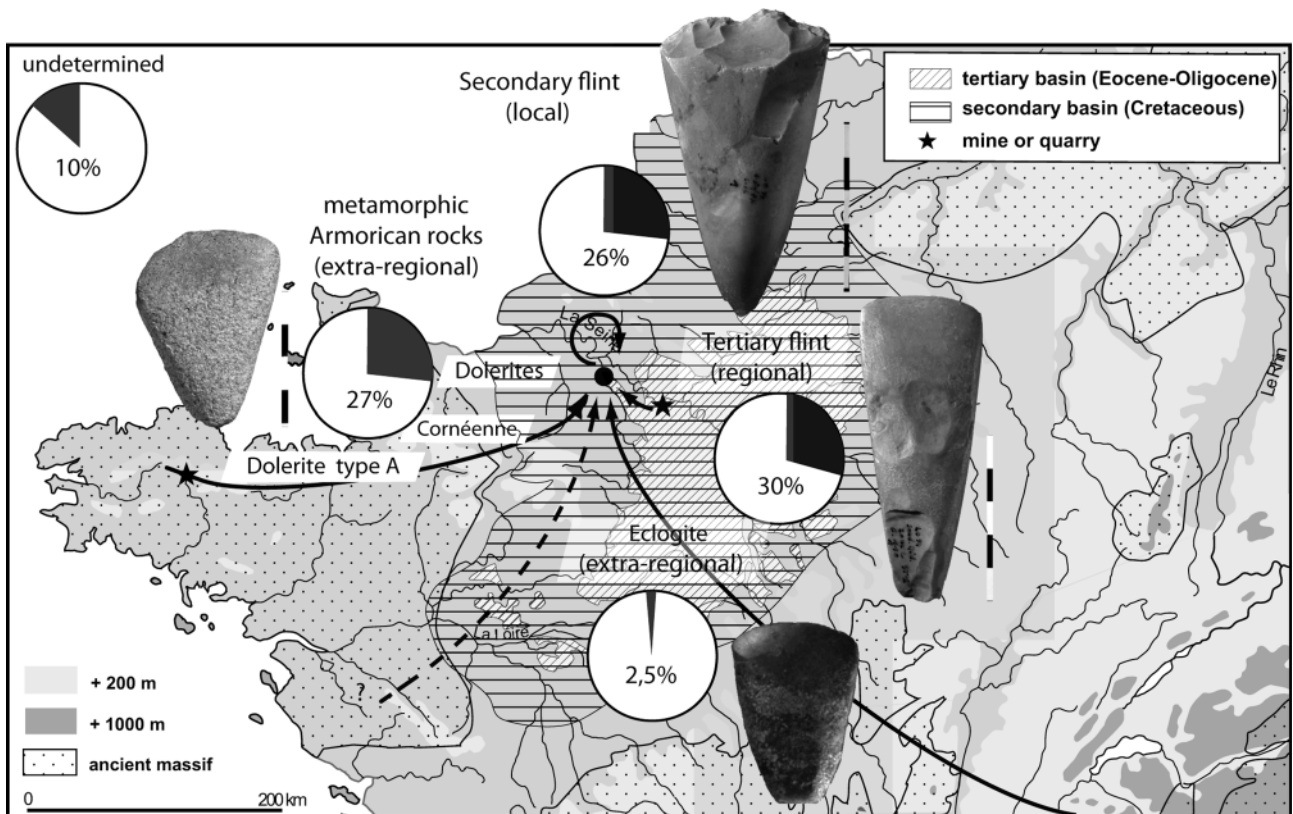 undetermined
10%
Secondary flint
(local)
26%
tertiary basin (Eocene-Oligocene)
secondary basin (Cretaceous)
mine or quarry
metamorphic
Armorican rocks
(extra-regional)
27%
La Seine
Dolerites
Cornéenne
Dolerite type A
Tertiary flint
(regional)
30%
Le Rhin
Eclogite
(extra-regional)
2,5%
La Loire
?
+ 200 m
+ 1000 m
ancient massif
0 200 km